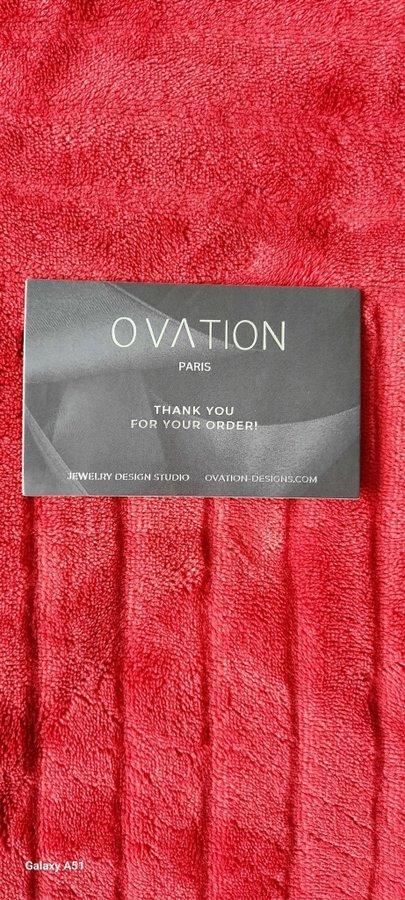 OVATION
PARIS
THANK YOU
FOR YOUR ORDER!
JEWELRY DESIGN STUDIO OVATION-DESIGNS.COM
Galaxy A51